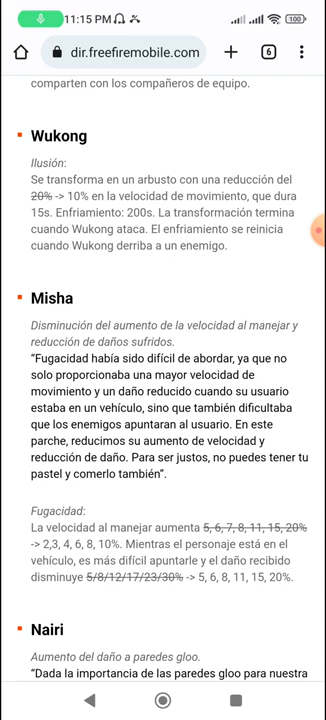 11:15 PM
100
dir.freefiremobile.com
6
comparten con los compañeros de equipo.
Wukong
Ilusión:
Se transforma en un arbusto con una reducción del
20% -> 10% en la velocidad de movimiento, que dura
15s. Enfriamiento: 200s. La transformación termina
cuando Wukong ataca. El enfriamiento se reinicia
cuando Wukong derriba a un enemigo.
Misha
Disminución del aumento de la velocidad al manejar y
reducción de daños sufridos.
“Fugacidad había sido difícil de abordar, ya que no
solo proporcionaba una mayor velocidad de
movimiento y un daño reducido cuando su usuario
estaba en un vehículo, sino que también dificultaba
que los enemigos apuntaran al usuario. En este
parche, reducimos su aumento de velocidad y
reducción de daño. Para ser justos, no puedes tener tu
pastel y comerlo también”.
Fugacidad:
La velocidad al manejar aumenta 5, 6, 7, 8, 11, 15, 20%
-> 2,3, 4, 6, 8, 10%. Mientras el personaje está en el
vehículo, es más difícil apuntarle y el daño recibido
disminuye 5/8/12/17/23/30% -> 5, 6, 8, 11, 15, 20%.
Nairi
Aumento del daño a paredes gloo.
“Dada la importancia de las paredes gloo para nuestra